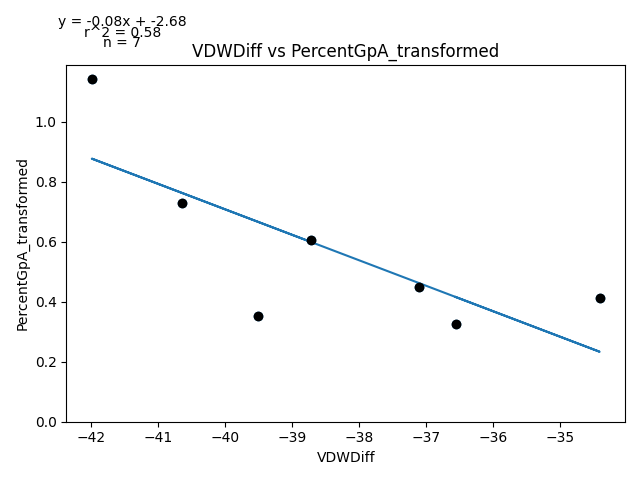 y = -0.08x + -2.68
r^2 = 0.58
n = 7
VDWDiff vs PercentGpA_transformed
PercentGpA_transformed
1.0
0.8
0.6
0.4
0.2
0.0
−42 −41 −40 −39 −38 −37 −36 −35
VDWDiff